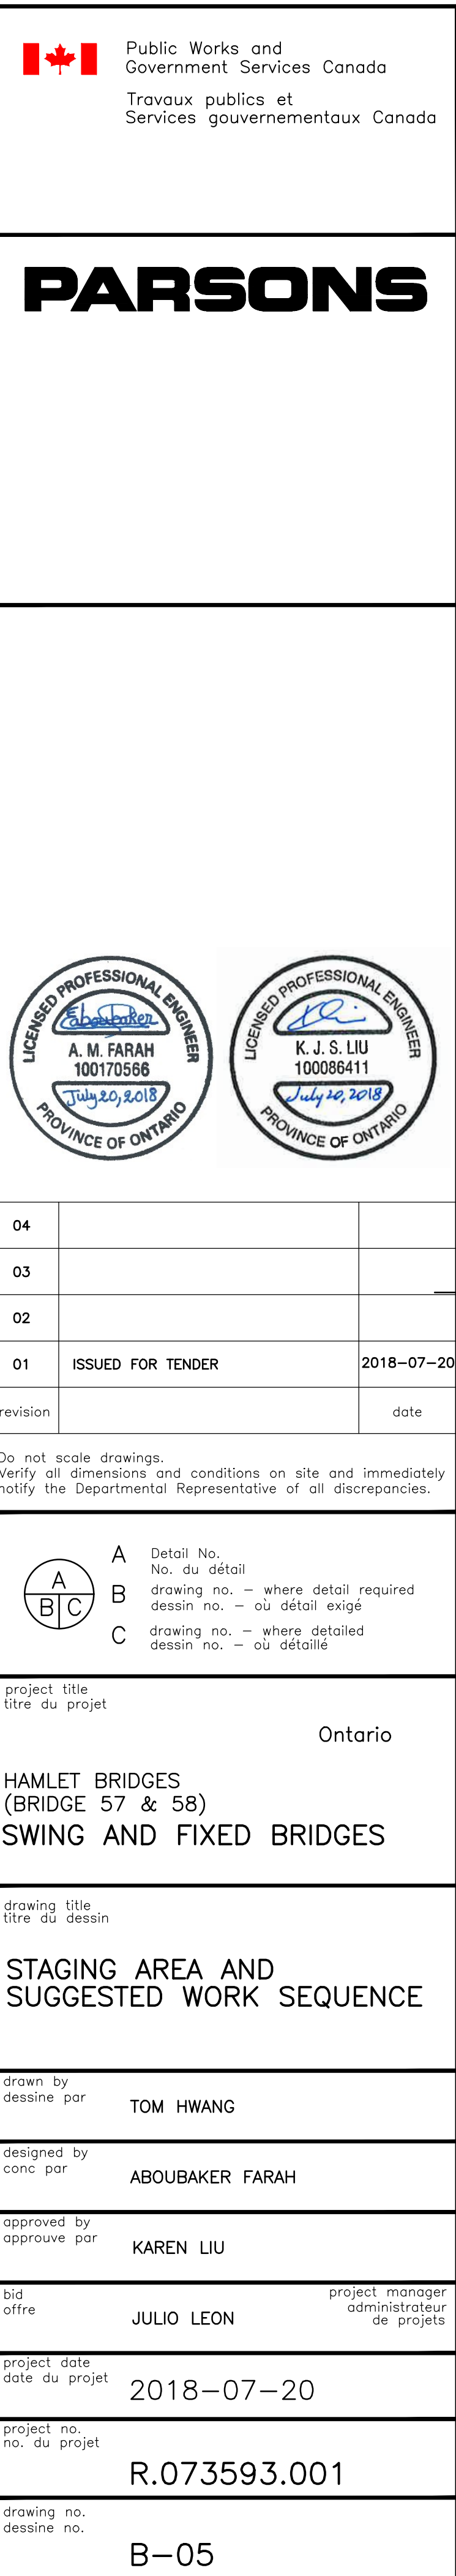 Public Works and
Government Services Canada
Travaux publics et
Services gouvernementaux Canada
PARSONS
LICENSED PROFESSIONAL ENGINEER
Eaboubaker
A. M. FARAH
100170566
July 20, 2018
PROVINCE OF ONTARIO
LICENSED PROFESSIONAL ENGINEER
K. J. S. LIU
100086411
July 20, 2018
PROVINCE OF ONTARIO
04
03
02
01 ISSUED FOR TENDER 2018-07-20
revision date
Do not scale drawings.
Verify all dimensions and conditions on site and immediately
notify the Departmental Representative of all discrepancies.
A
B C
A Detail No.
No. du détail
B drawing no. – where detail required
dessin no. – où détail exigé
C drawing no. – where detailed
dessin no. – où détaillé
project title
titre du projet
Ontario
HAMLET BRIDGES
(BRIDGE 57 & 58)
SWING AND FIXED BRIDGES
drawing title
titre du dessin
STAGING AREA AND
SUGGESTED WORK SEQUENCE
drawn by
dessine par
TOM HWANG
designed by
conc par
ABOUBAKER FARAH
approved by
approuve par
KAREN LIU
bid
offre
JULIO LEON
project manager
administrateur
de projets
project date
date du projet
2018-07-20
project no.
no. du projet
R.073593.001
drawing no.
dessine no.
B-05